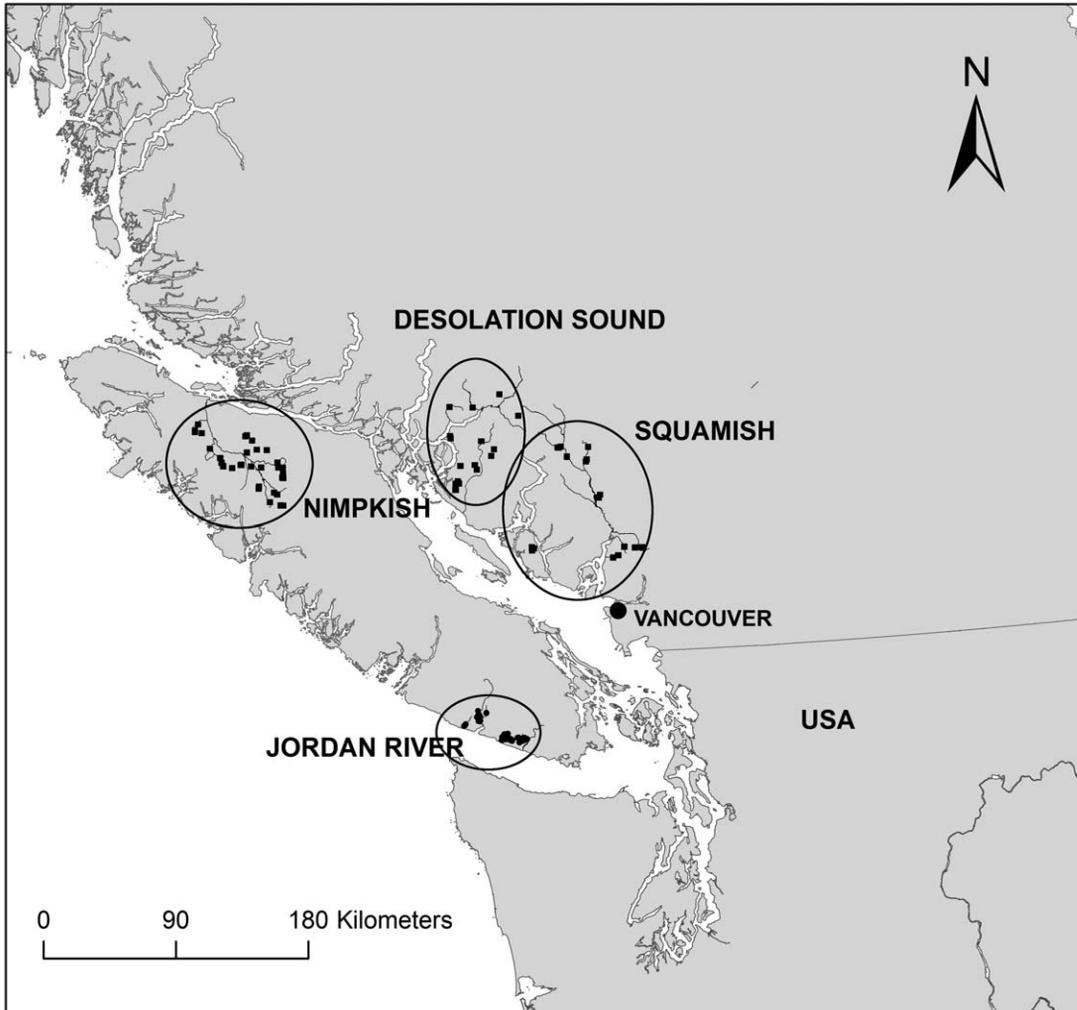 N
DESOLATION SOUND
SQUAMISH
NIMPKISH
VANCOUVER
USA
JORDAN RIVER
0 90 180 Kilometers